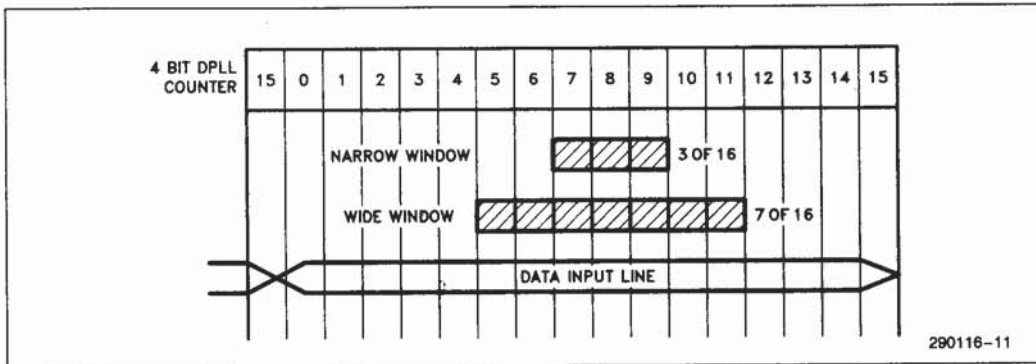 4 BIT DPLL
COUNTER
15 0 1 2 3 4 5 6 7 8 9 10 11 12 13 14 15
NARROW WINDOW 3 OF 16
WIDE WINDOW 7 OF 16
DATA INPUT LINE
290116-11